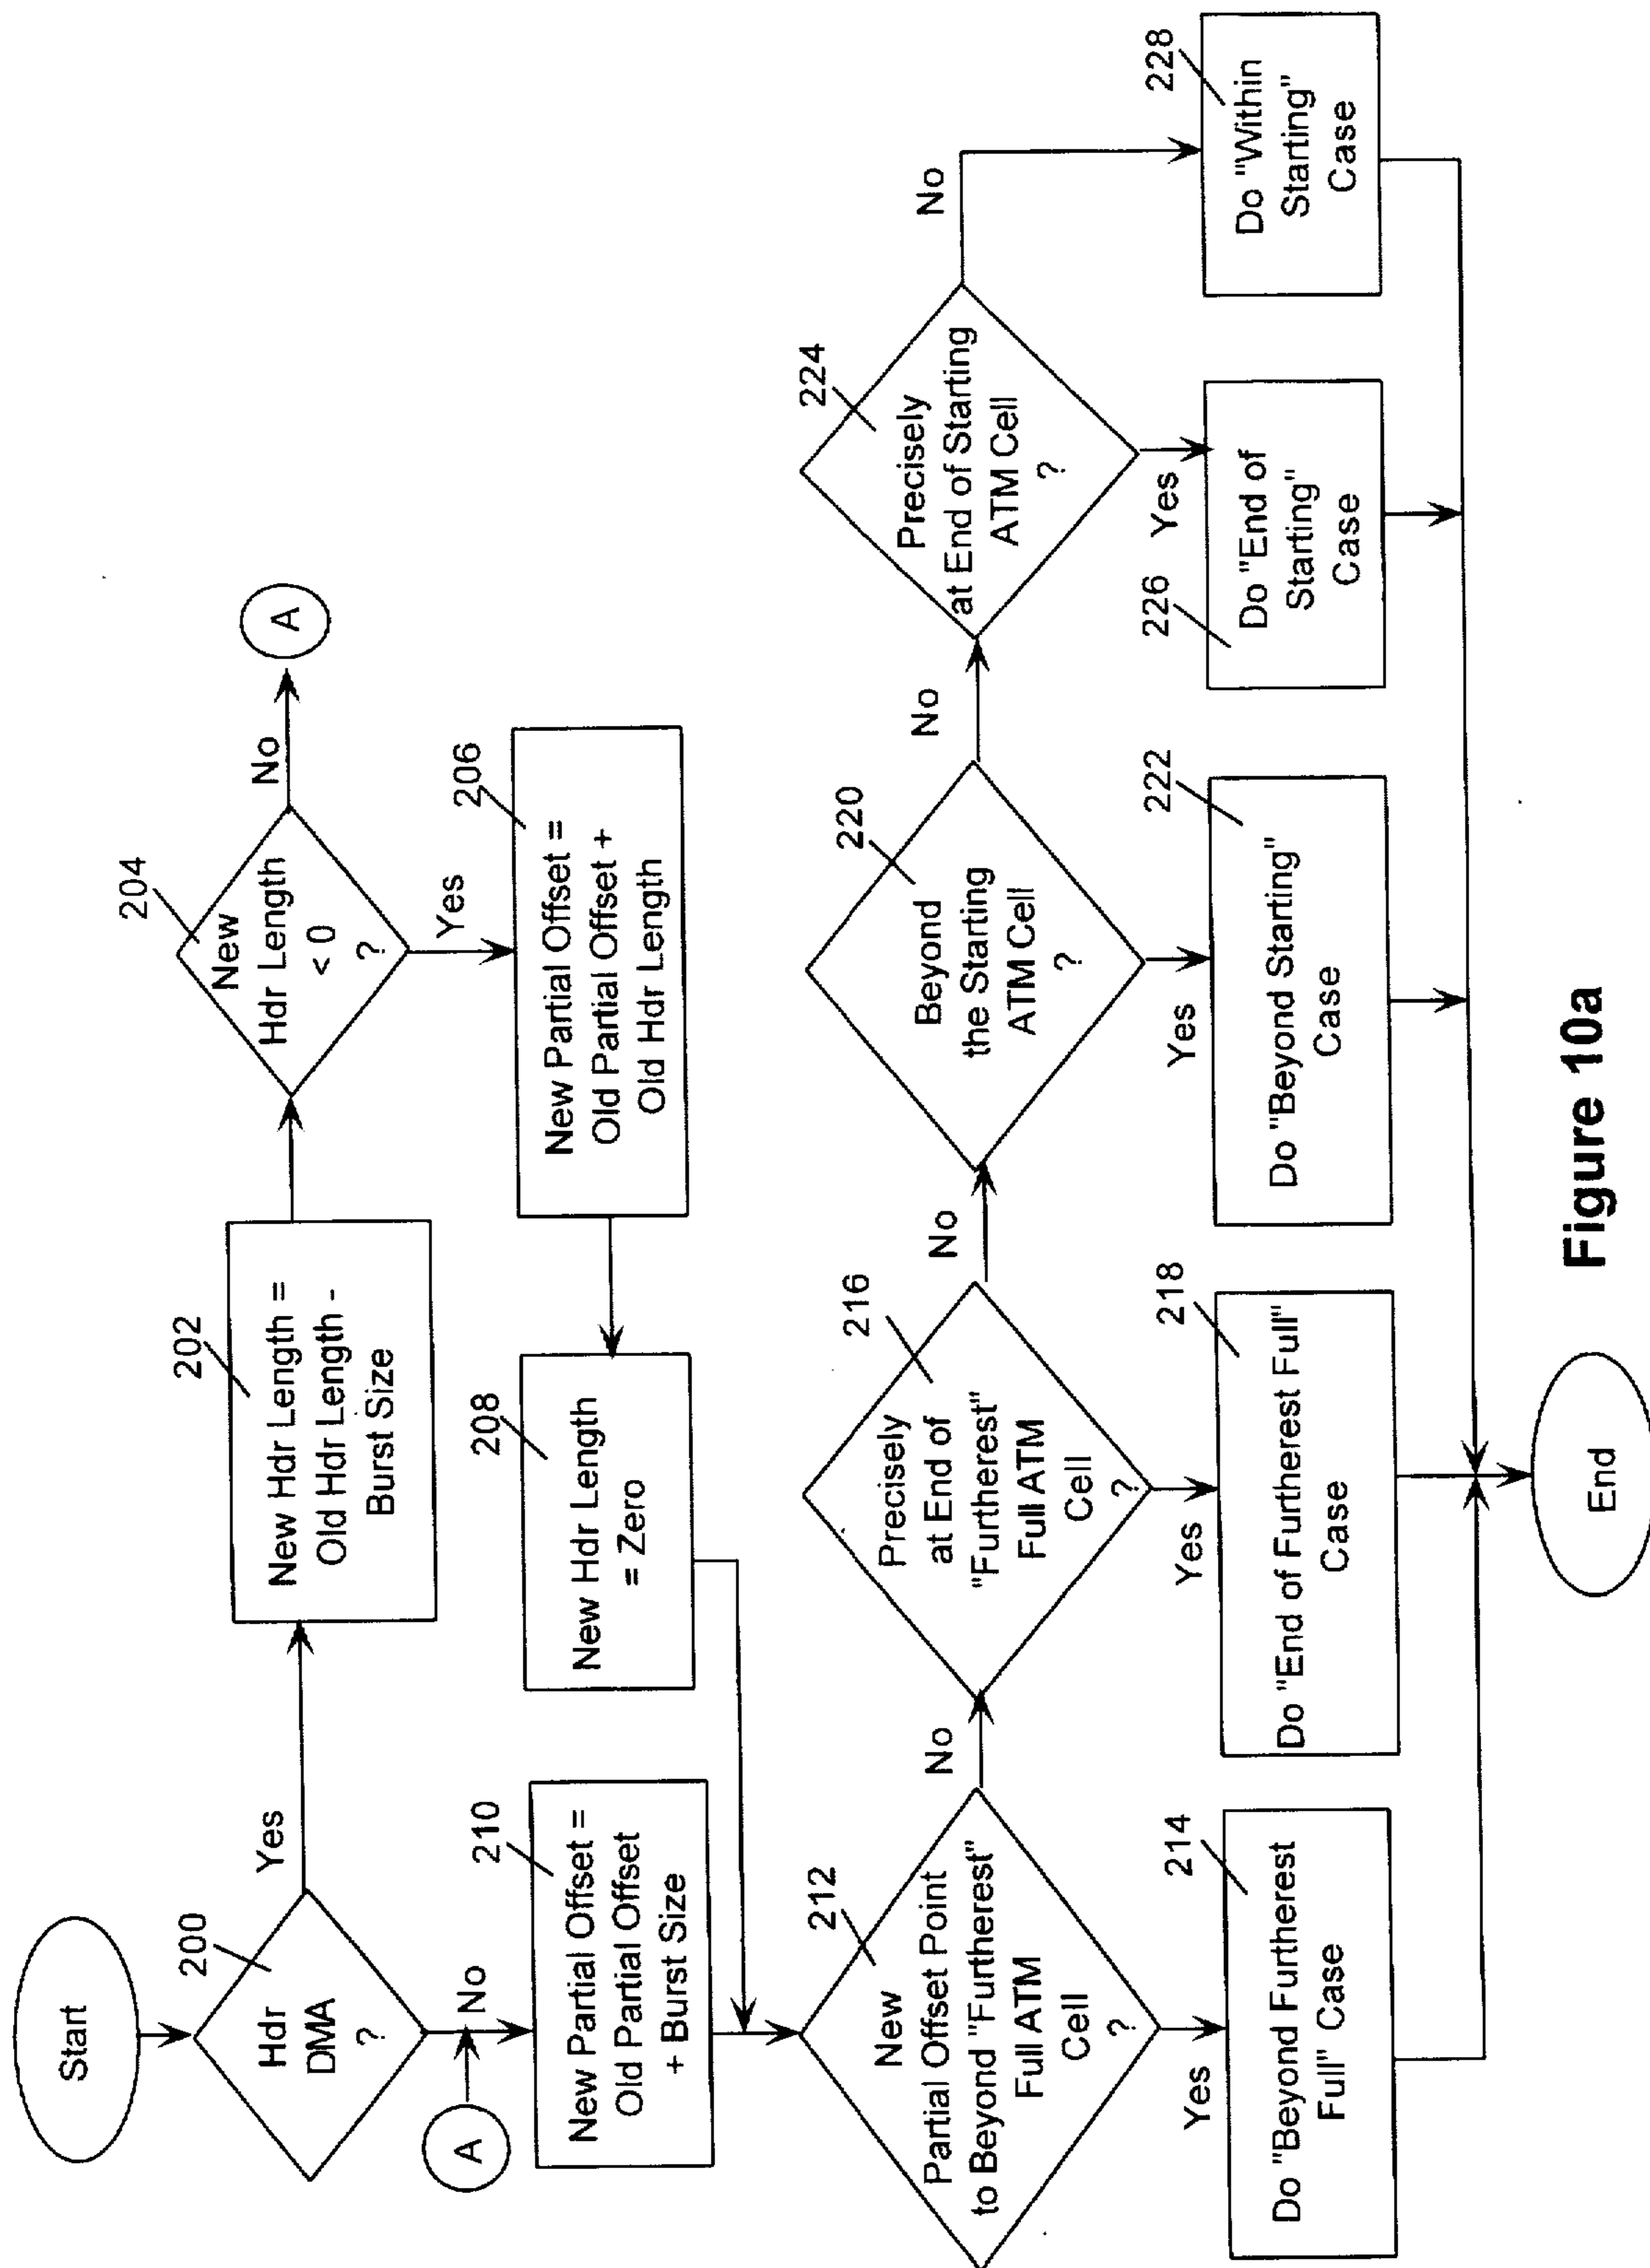 Start
200
Hdr
DMA
?
Yes
No
A
202
New Hdr Length =
Old Hdr Length -
Burst Size
204
New
Hdr Length
< 0
?
No
A
Yes
206
New Partial Offset =
Old Partial Offset +
Old Hdr Length
208
New Hdr Length
= Zero
210
New Partial Offset =
Old Partial Offset
+ Burst Size
212
New
Partial Offset Point
to Beyond "Furtherest"
Full ATM
Cell
?
No
Yes
214
Do "Beyond Furtherest
Full" Case
216
Precisely
at End of
"Furtherest"
Full ATM
Cell
?
No
Yes
218
Do "End of Furtherest Full"
Case
220
Beyond
the Starting
ATM Cell
?
No
Yes
222
Do "Beyond Starting"
Case
224
Precisely
at End of Starting
ATM Cell
?
No
Yes
226
Do "End of
Starting"
Case
228
Do "Within
Starting"
Case
End
Figure 10a